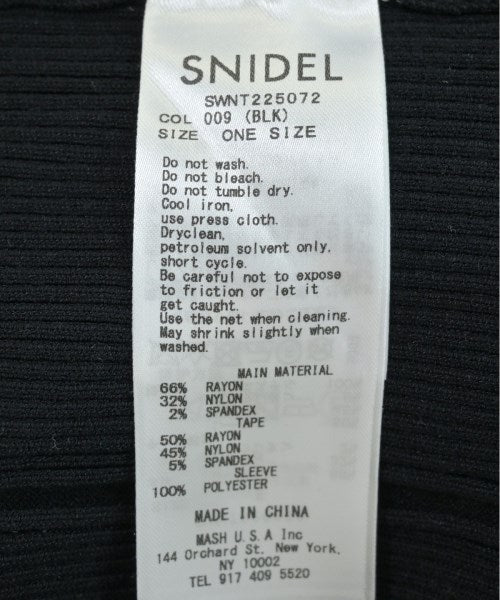 SNIDEL
SWNT225072
COL 009 (BLK)
SIZE ONE SIZE
Do not wash.
Do not bleach.
Do not tumble dry.
Cool iron,
use press cloth.
Dryclean,
petroleum solvent only,
short cycle.
Be careful not to expose
to friction or let it
get caught.
Use the net when cleaning.
May shrink slightly when
washed.
MAIN MATERIAL
66% RAYON
32% NYLON
2% SPANDEX
TAPE
50% RAYON
45% NYLON
5% SPANDEX
SLEEVE
100% POLYESTER
MADE IN CHINA
MASH U.S.A Inc
144 Orchard St. New York.
NY 10002
TEL 917 409 5520